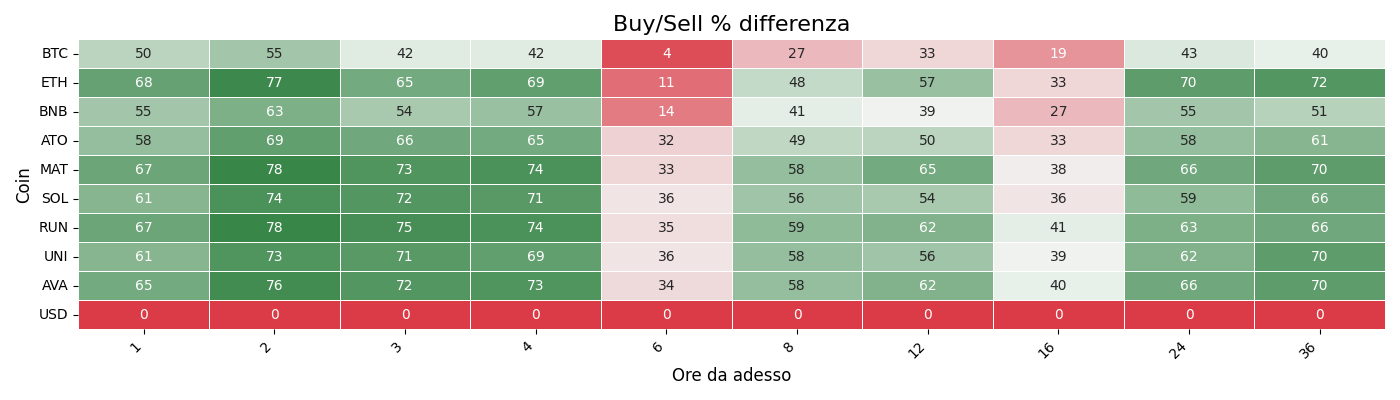 Buy/Sell % differenza
Coin
BTC 50 55 42 42 4 27 33 19 43 40
ETH 68 77 65 69 11 48 57 33 70 72
BNB 55 63 54 57 14 41 39 27 55 51
ATO 58 69 66 65 32 49 50 33 58 61
MAT 67 78 73 74 33 58 65 38 66 70
SOL 61 74 72 71 36 56 54 36 59 66
RUN 67 78 75 74 35 59 62 41 63 66
UNI 61 73 71 69 36 58 56 39 62 70
AVA 65 76 72 73 34 58 62 40 66 70
USD 0 0 0 0 0 0 0 0 0 0
1 2 3 4 6 8 12 16 24 36
Ore da adesso